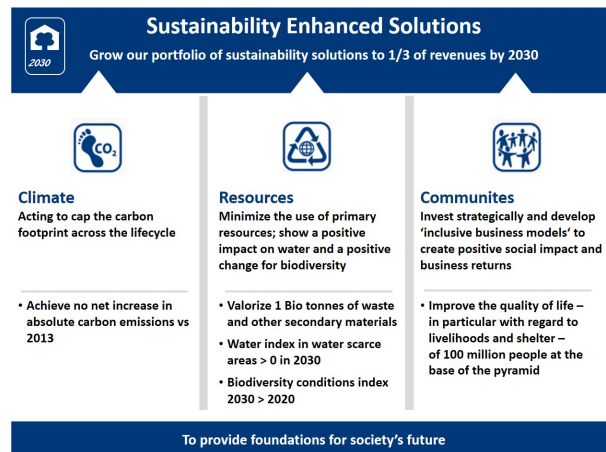 Sustainability Enhanced Solutions
Grow our portfolio of sustainability solutions to 1/3 of revenues by 2030
2030
CO₂
Climate
Acting to cap the carbon
footprint across the lifecycle
• Achieve no net increase in
absolute carbon emissions vs
2013
Resources
Minimize the use of primary
resources; show a positive
impact on water and a positive
change for biodiversity
• Valorize 1 Bio tonnes of waste
and other secondary materials
• Water index in water scarce
areas > 0 in 2030
• Biodiversity conditions index
2030 > 2020
Communites
Invest strategically and develop
‘inclusive business models‘ to
create positive social impact and
business returns
• Improve the quality of life –
in particular with regard to
livelihoods and shelter –
of 100 million people at the
base of the pyramid
To provide foundations for society’s future